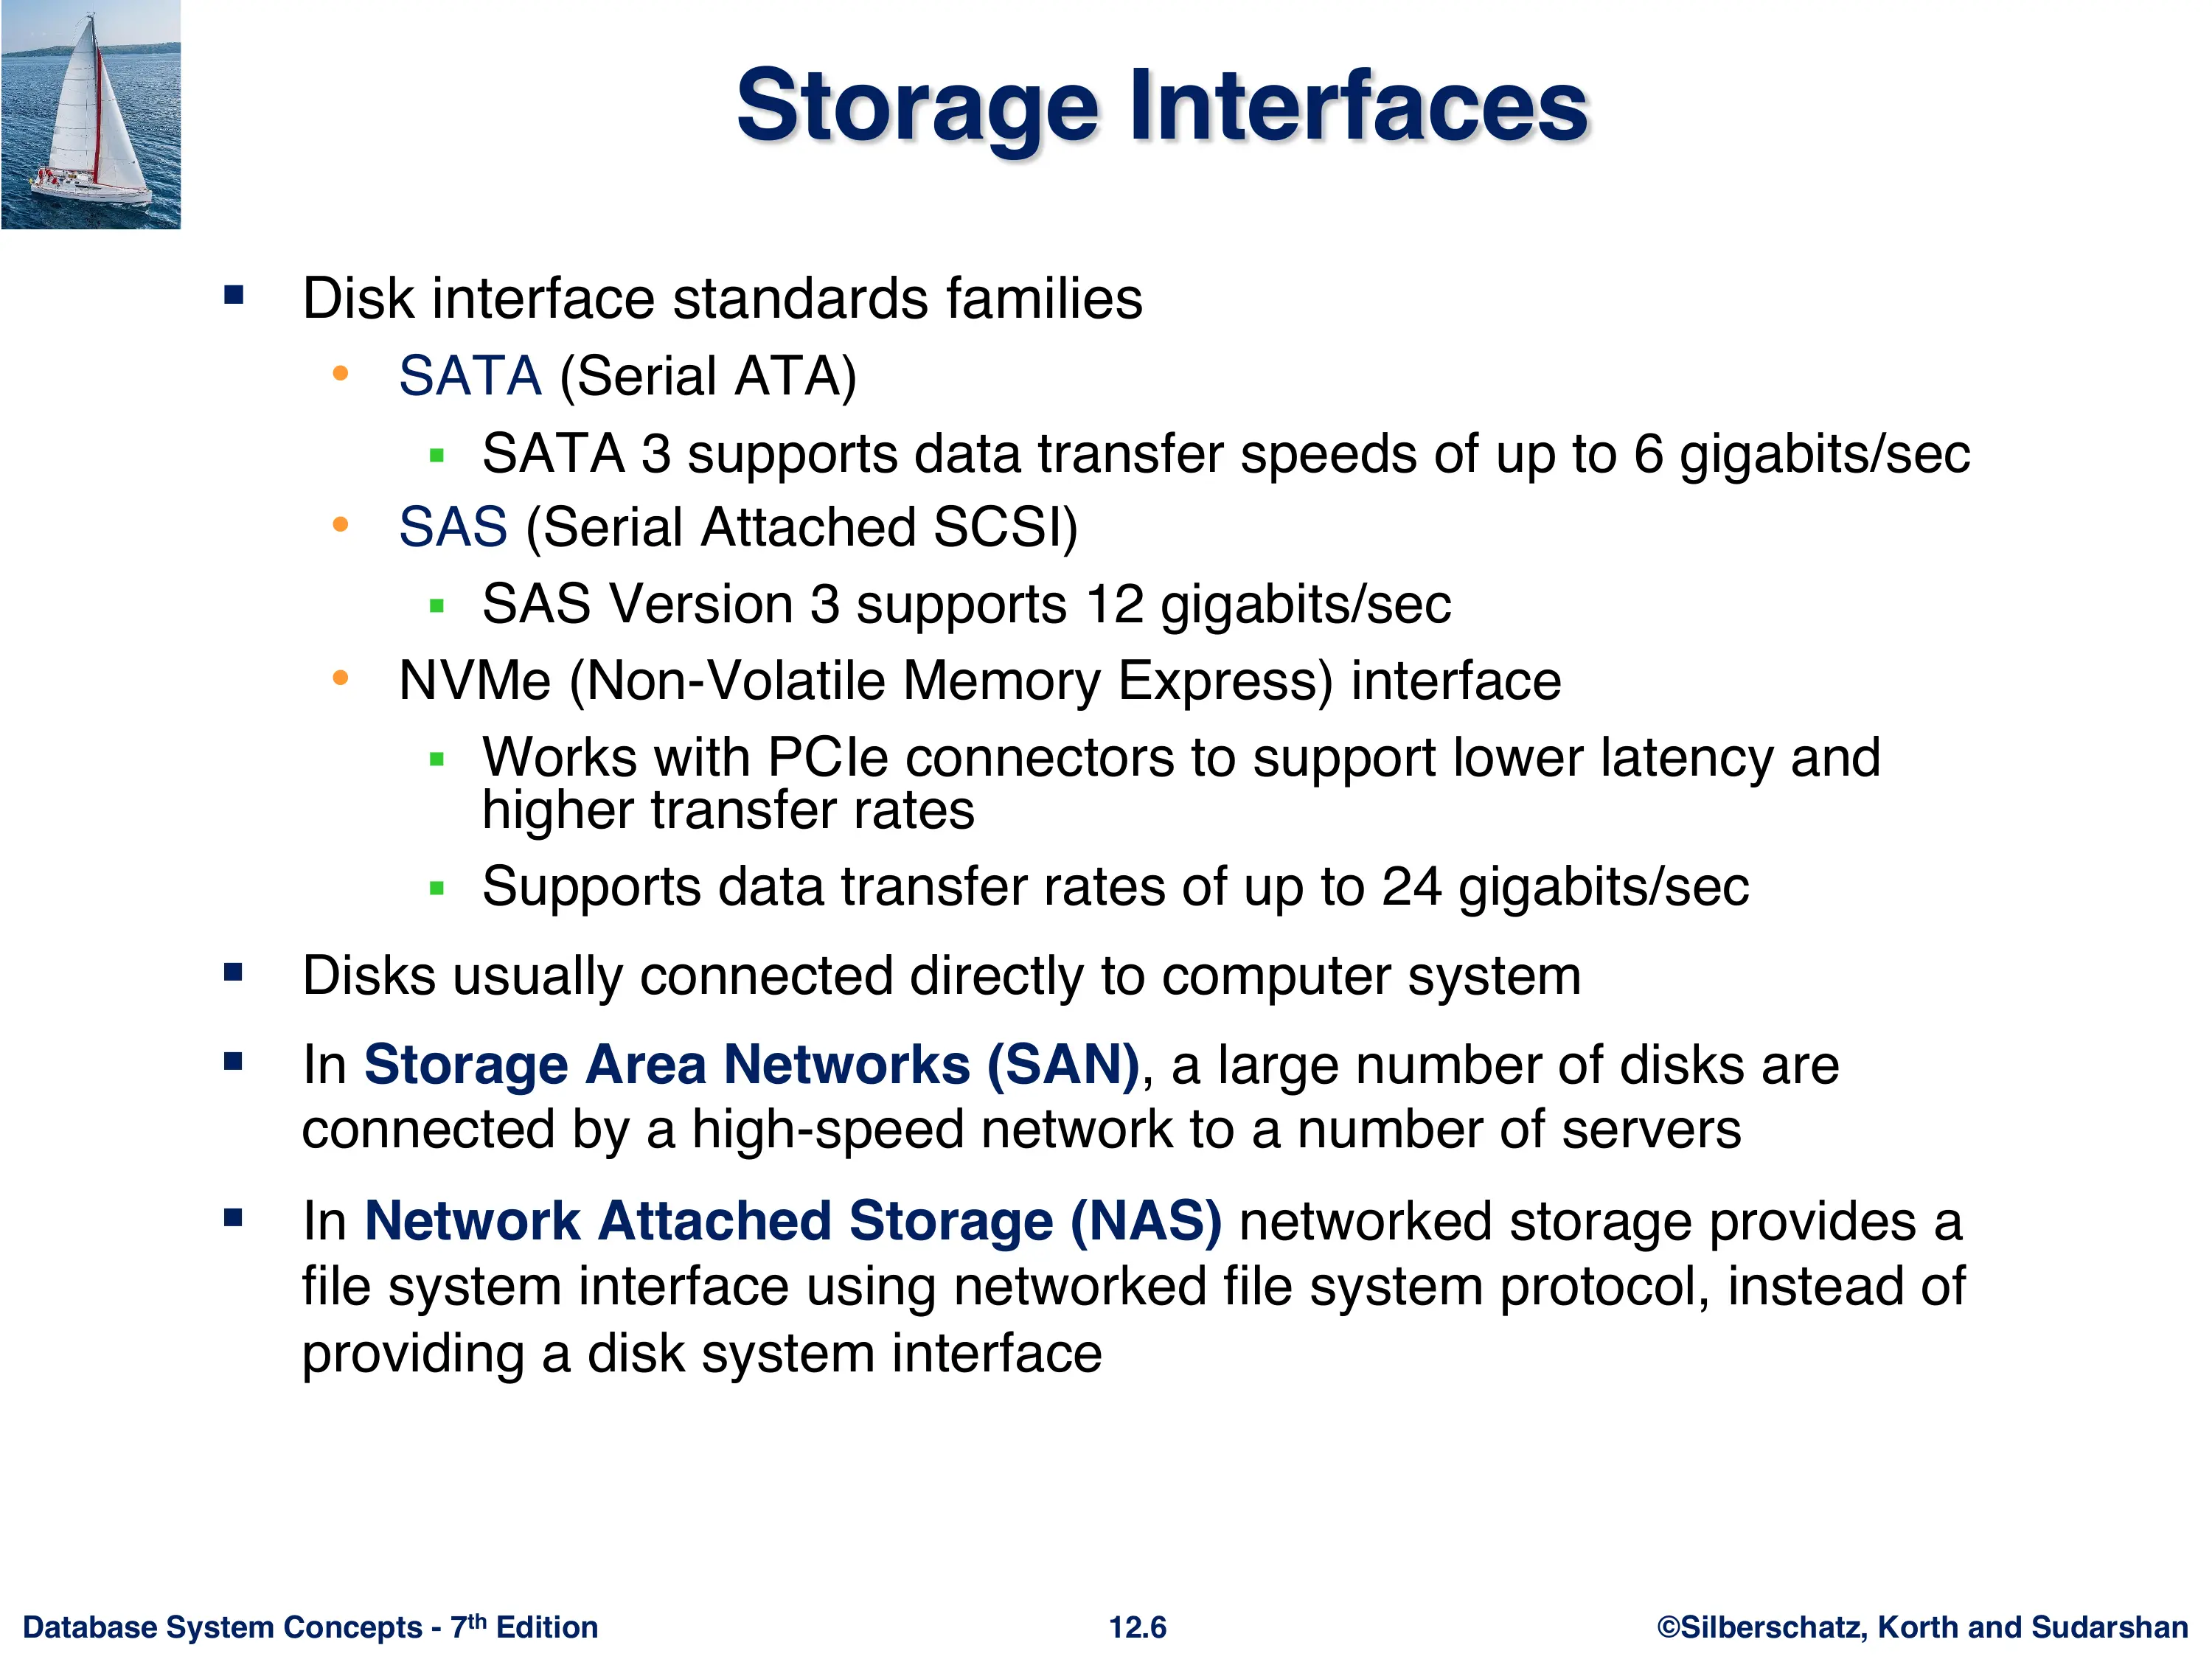 Storage Interfaces
Disk interface standards families
SATA (Serial ATA)
SATA 3 supports data transfer speeds of up to 6 gigabits/sec
SAS (Serial Attached SCSI)
SAS Version 3 supports 12 gigabits/sec
NVMe (Non-Volatile Memory Express) interface
Works with PCIe connectors to support lower latency and
higher transfer rates
Supports data transfer rates of up to 24 gigabits/sec
Disks usually connected directly to computer system
In Storage Area Networks (SAN), a large number of disks are
connected by a high-speed network to a number of servers
In Network Attached Storage (NAS) networked storage provides a
file system interface using networked file system protocol, instead of
providing a disk system interface
Database System Concepts - 7th Edition
12.6
©Silberschatz, Korth and Sudarshan